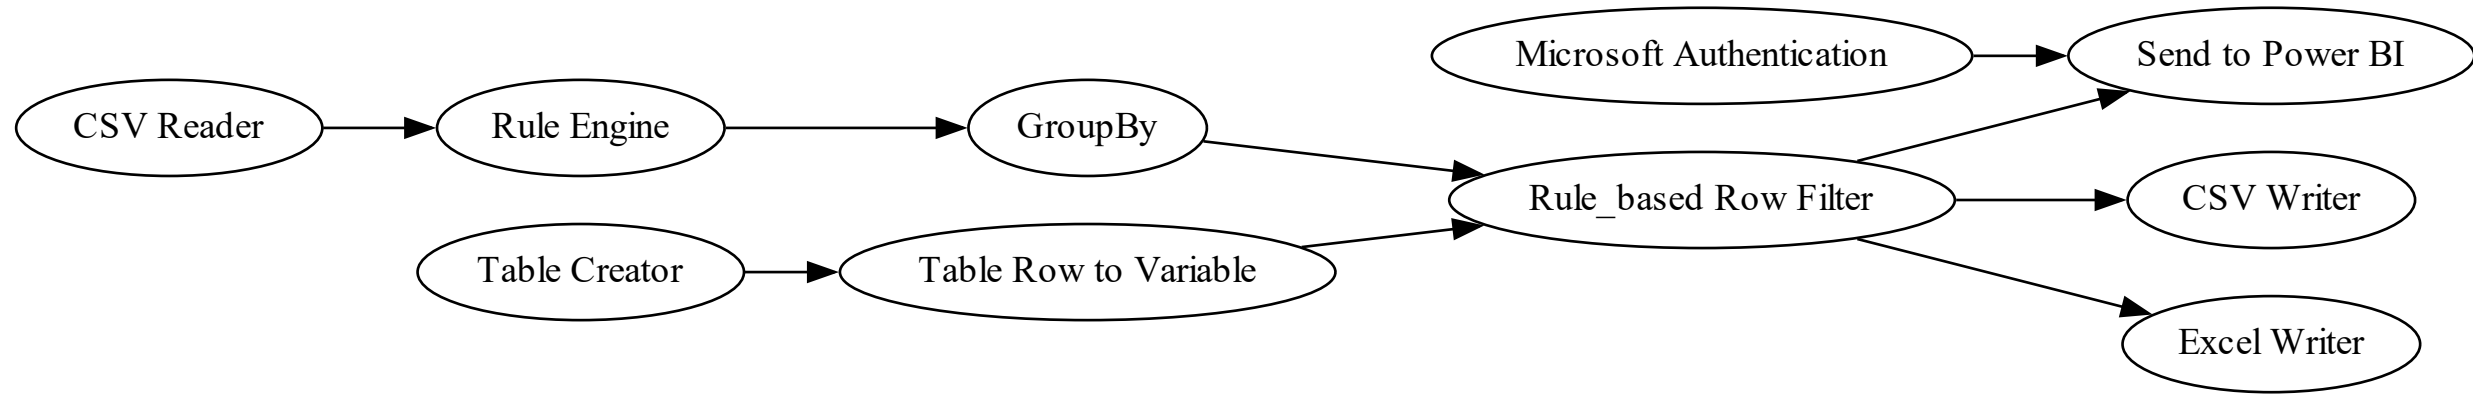 Microsoft Authentication
Send to Power BI
CSV Reader
Rule Engine
GroupBy
Rule_based Row Filter
CSV Writer
Table Creator
Table Row to Variable
Excel Writer